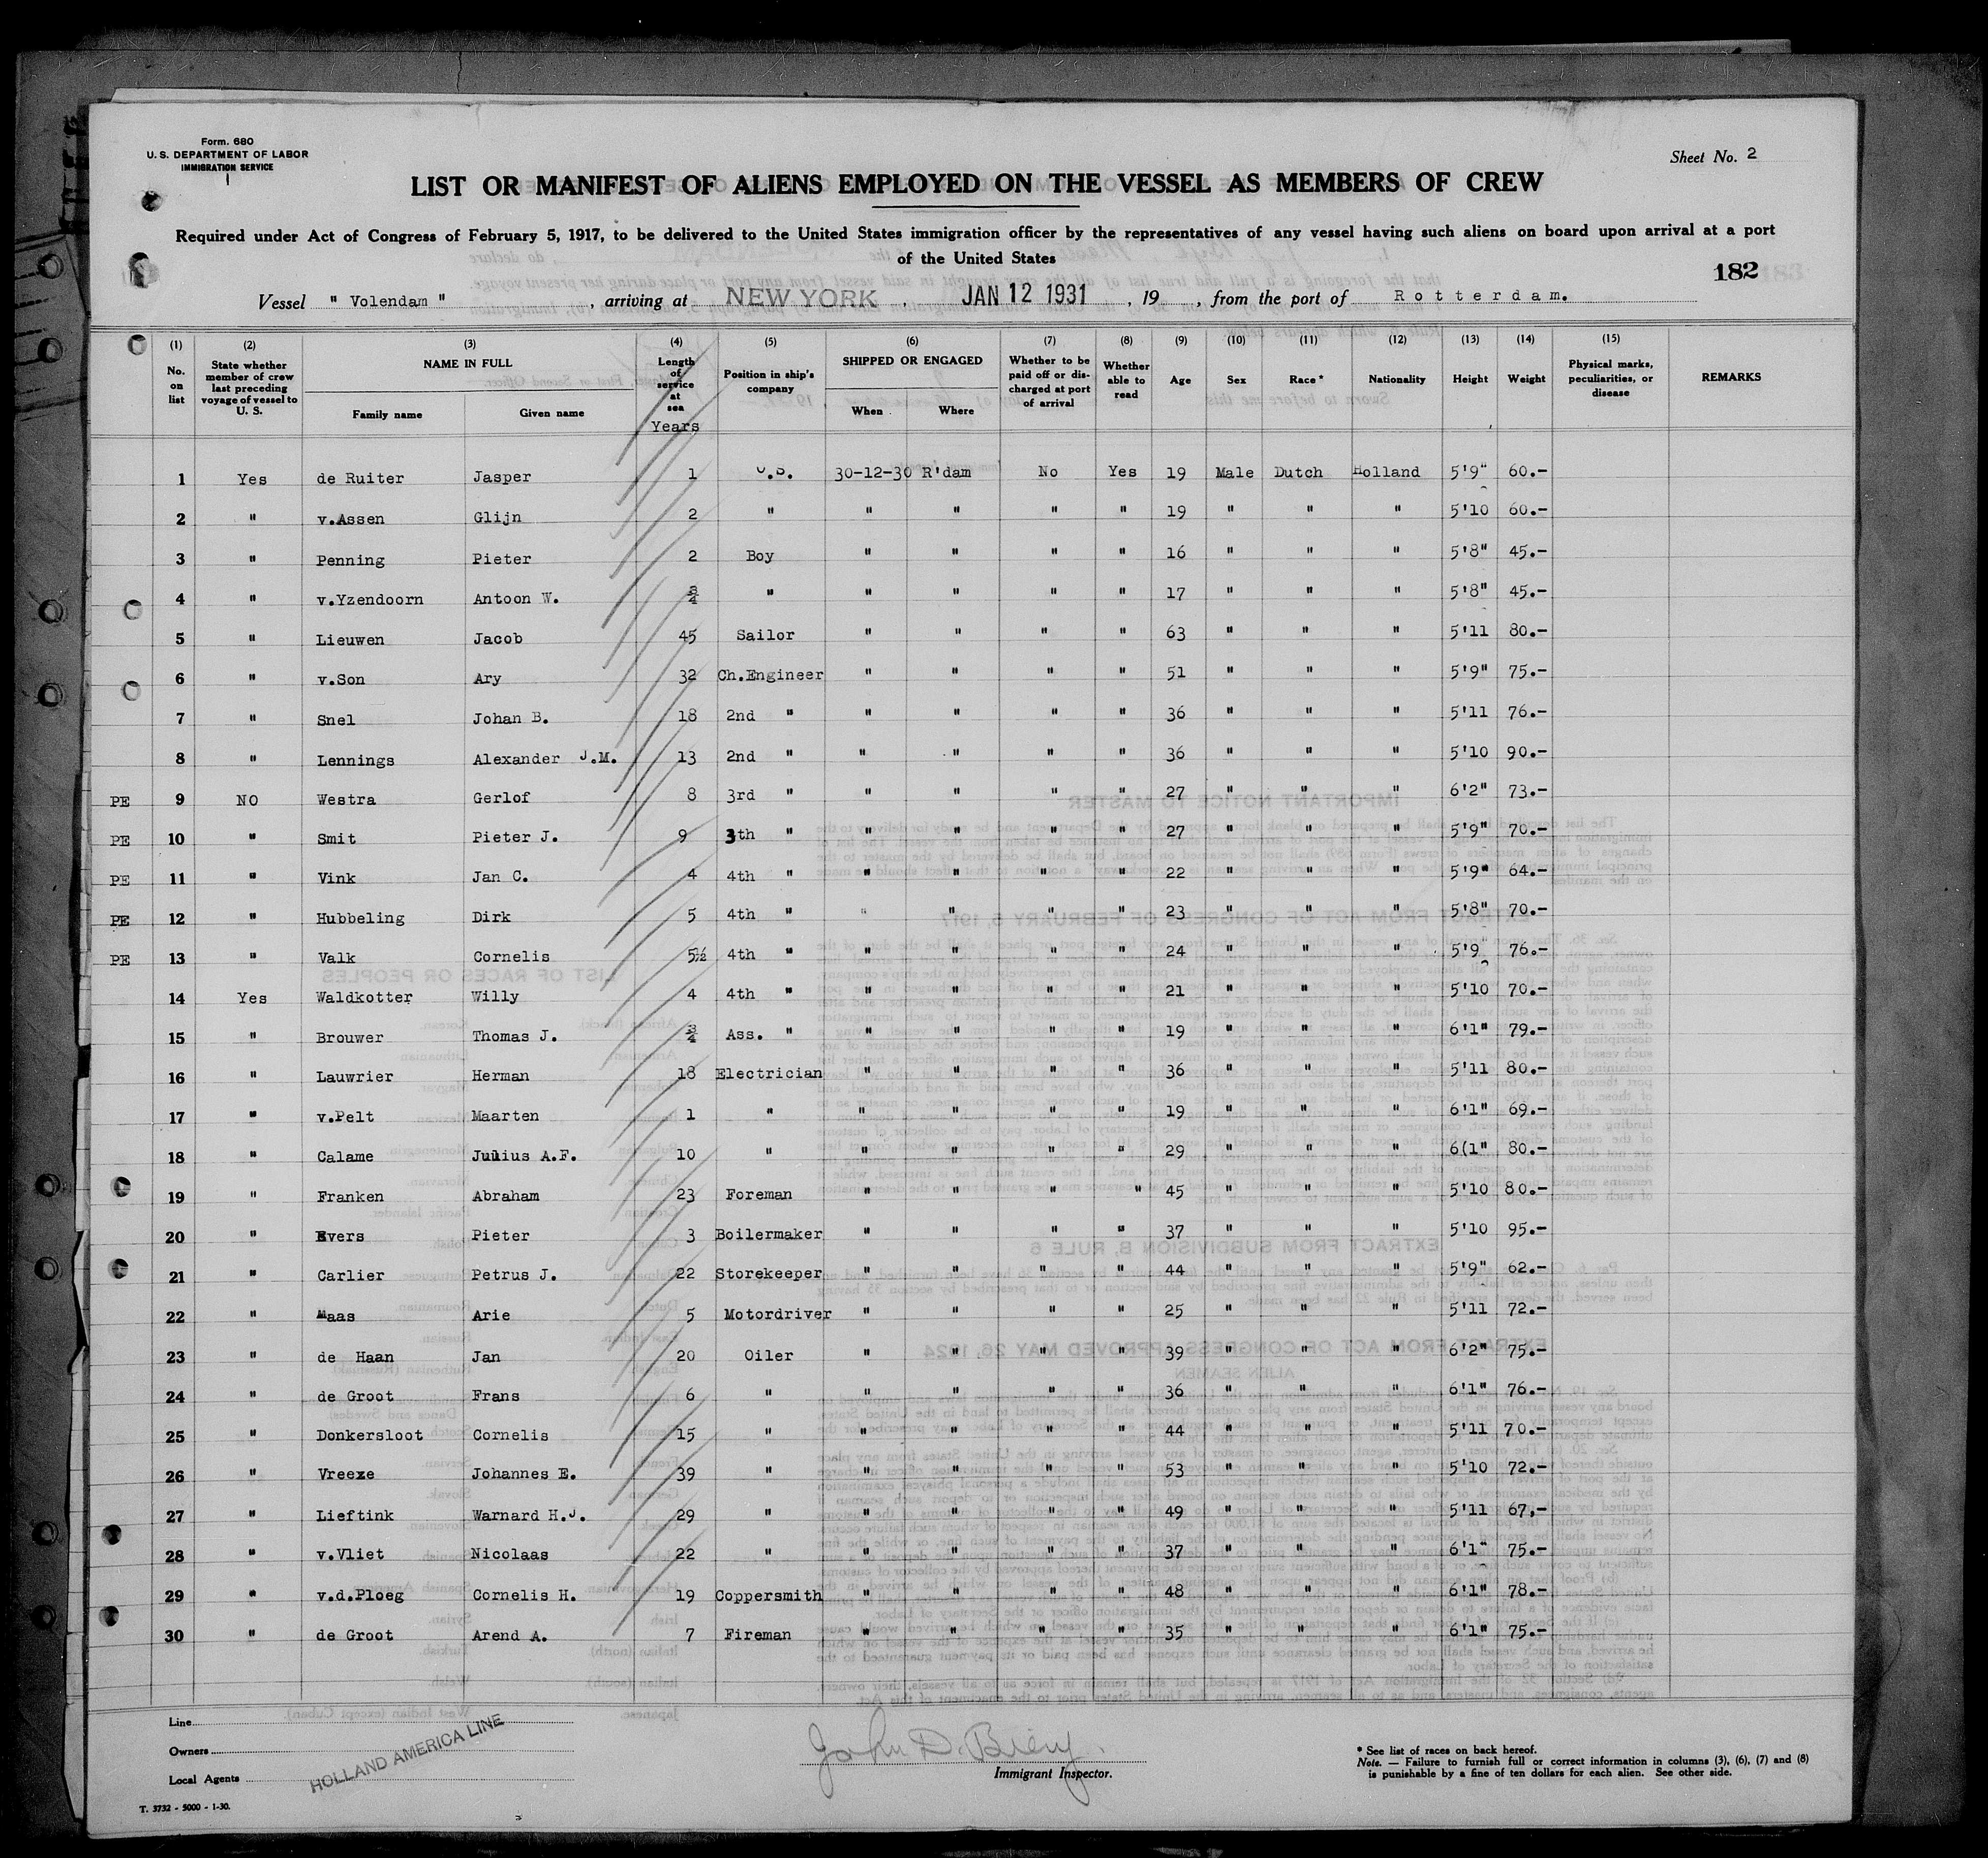 Form. 680
U. S. DEPARTMENT OF LABOR
IMMIGRATION SERVICE
Sheet No. 2
LIST OR MANIFEST OF ALIENS EMPLOYED ON THE VESSEL AS MEMBERS OF CREW
Required under Act of Congress of February 5, 1917, to be delivered to the United States immigration officer by the representatives of any vessel having such aliens on board upon arrival at a port
of the United States
182
Vessel " Volendam " , arriving at NEW YORK , JAN 12 1931 , 19 , from the port of Rotterdam.
(1) No. on list (2) State whether member of crew last preceding voyage of vessel to U. S. (3) NAME IN FULL Family name Given name (4) Length of service at sea Years (5) Position in ship's company (6) SHIPPED OR ENGAGED When Where (7) Whether to be paid off or discharged at port of arrival (8) Whether able to read (9) Age (10) Sex (11) Race * (12) Nationality (13) Height (14) Weight (15) Physical marks, peculiarities, or disease REMARKS
1 Yes de Ruiter Jasper 1 O.S. 30-12-30 R'dam No Yes 19 Male Dutch Holland 5'9" 60.-
2 " v.Assen Glijn 2 " " " " " 19 " " " 5'10 60.-
3 " Penning Pieter 2 Boy " " " " 16 " " " 5'8" 45.-
4 " v.Yzendoorn Antoon W. 3/4 " " " " " 17 " " " 5'8" 45.-
5 " Lieuwen Jacob 45 Sailor " " " " 63 " " " 5'11 80.-
6 " v.Son Ary 32 Ch.Engineer " " " " 51 " " " 5'9" 75.-
7 " Snel Johan B. 18 2nd " " " " " 36 " " " 5'11 76.-
8 " Lennings Alexander J.M. 13 2nd " " " " " 36 " " " 5'10 90.-
PE 9 NO Westra Gerlof 8 3rd " " " " " 27 " " " 6'2" 73.-
PE 10 " Smit Pieter J. 9 3th " " " " " 27 " " " 5'9" 70.-
PE 11 " Vink Jan C. 4 4th " " " " " 22 " " " 5'9" 64.-
PE 12 " Hubbeling Dirk 5 4th " " " " " 23 " " " 5'8" 70.-
PE 13 " Valk Cornelis 5½ 4th " " " " " 24 " " " 5'9 76.-
14 Yes Waldkotter Willy 4 4th " " " " " 21 " " " 5'10 70.-
15 " Brouwer Thomas J. 3/4 Ass. " " " " " 19 " " " 6'1" 79.-
16 " Lauwrier Herman 18 Electrician " " " " 36 " " " 5'11 80.-
17 " v.Pelt Maarten 1 " " " " " 19 " " " 6'1" 69.-
18 " Calame Julius A.F. 10 " " " " " 29 " " " 6(1" 80.-
19 " Franken Abraham 23 Foreman " " " " 45 " " " 5'10 80.-
20 " Evers Pieter 3 Boilermaker " " " " 37 " " " 5'10 95.-
21 " Carlier Petrus J. 22 Storekeeper " " " " 44 " " " 5'9" 62.-
22 " Maas Arie 5 Motordriver " " " " 25 " " " 5'11 72.-
23 " de Haan Jan 20 Oiler " " " " 39 " " " 6'2" 75.-
24 " de Groot Frans 6 " " " " " 36 " " " 6'1" 76.-
25 " Donkersloot Cornelis 15 " " " " " 44 " " " 5'11 70.-
26 " Vreeze Johannes E. 39 " " " " " 53 " " " 5'10 72.-
27 " Lieftink Warnard H.J. 29 " " " " " 49 " " " 5'11 67,-
28 " v.Vliet Nicolaas 22 " " " " " 37 " " " 6'1" 75.-
29 " v.d.Ploeg Cornelis H. 19 Coppersmith " " " " 48 " " " 6'1" 78.-
30 " de Groot Arend A. 7 Fireman " " " " 35 " " " 6'1" 75.-
Line
Owners
Local Agents
HOLLAND AMERICA LINE
John D.
Immigrant Inspector.
* See list of races on back hereof.
Note. — Failure to furnish full or correct information in columns (3), (6), (7) and (8)
is punishable by a fine of ten dollars for each alien. See other side.
T. 3732 - 5000 - 1-30.